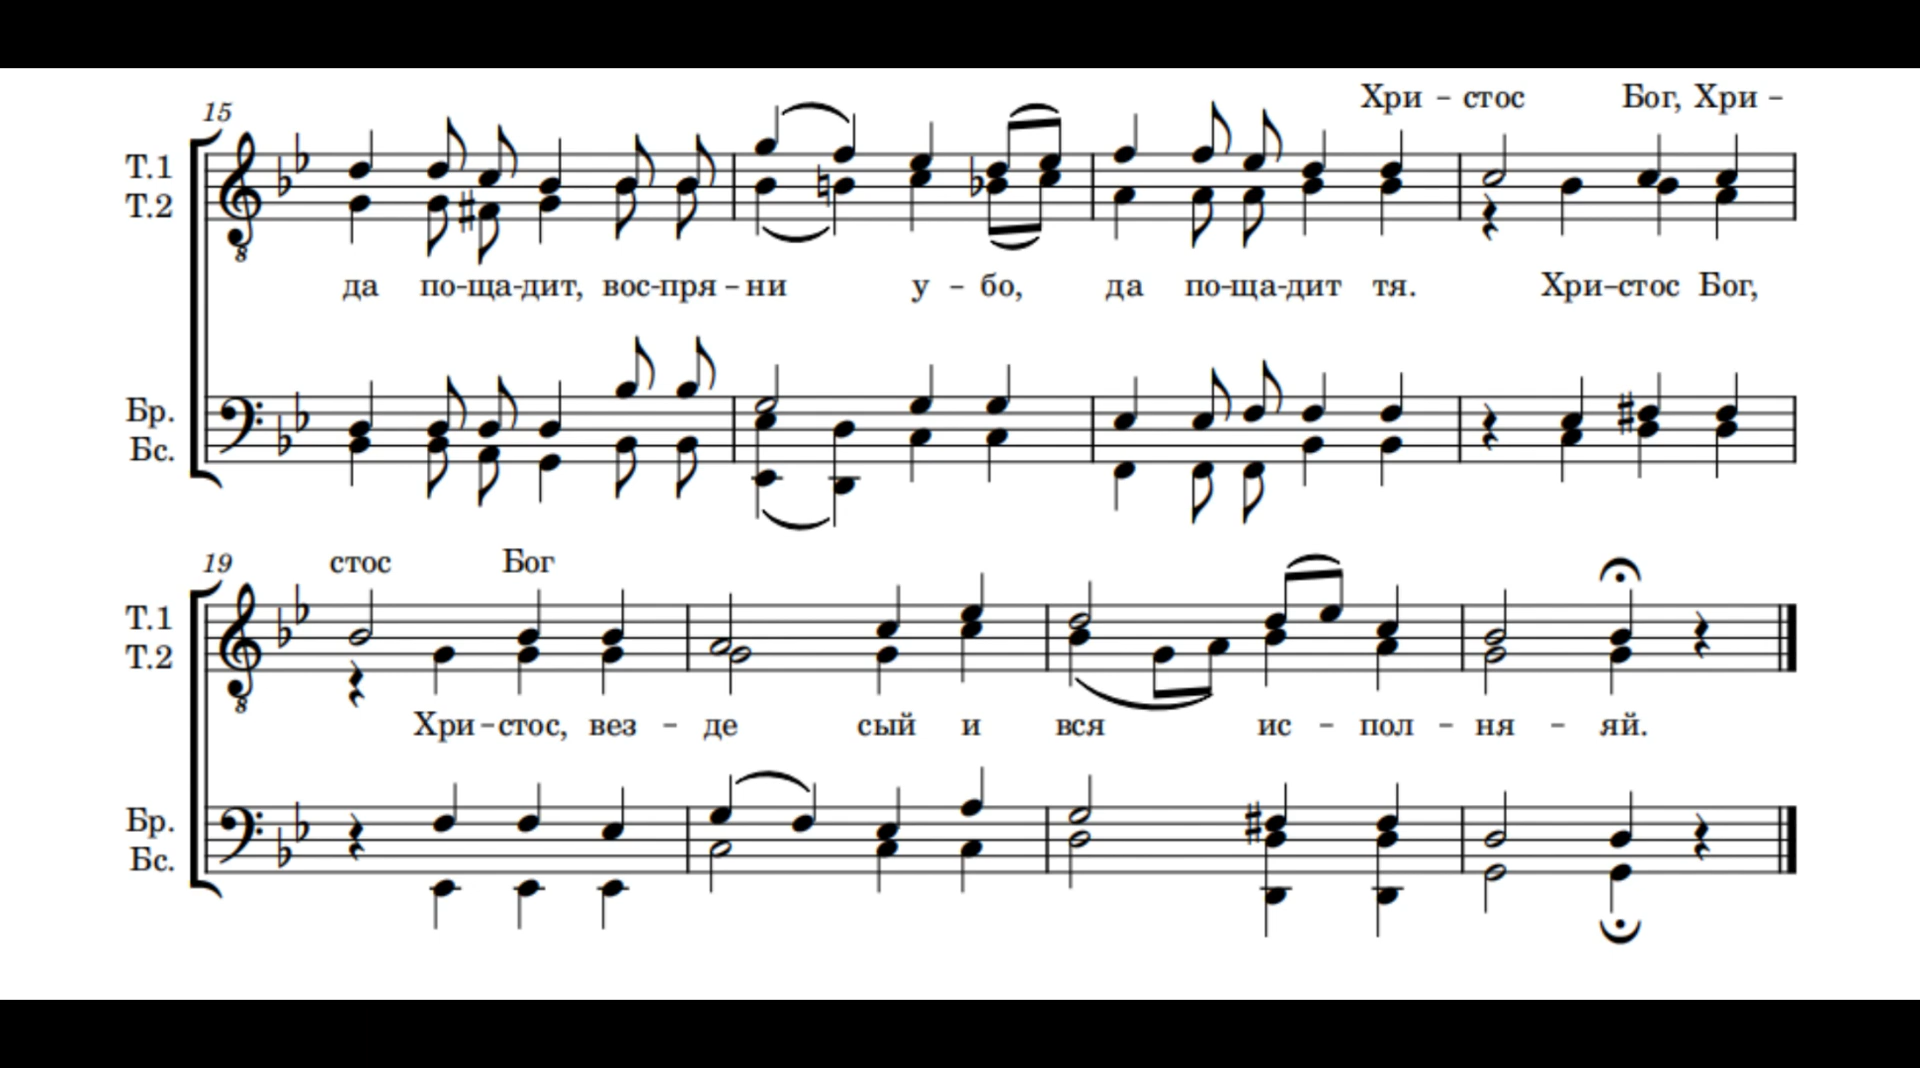 Хри – стос Бог, Хри –
15
Т.1
Т.2
8
да по-ща-дит, вос-пря – ни у – бо, да по-ща-дит тя. Хри-стос Бог,
Бр.
Бс.
19
стос Бог
Т.1
Т.2
8
Хри – стос, вез – де сый и вся ис – пол – ня – яй.
Бр.
Бс.